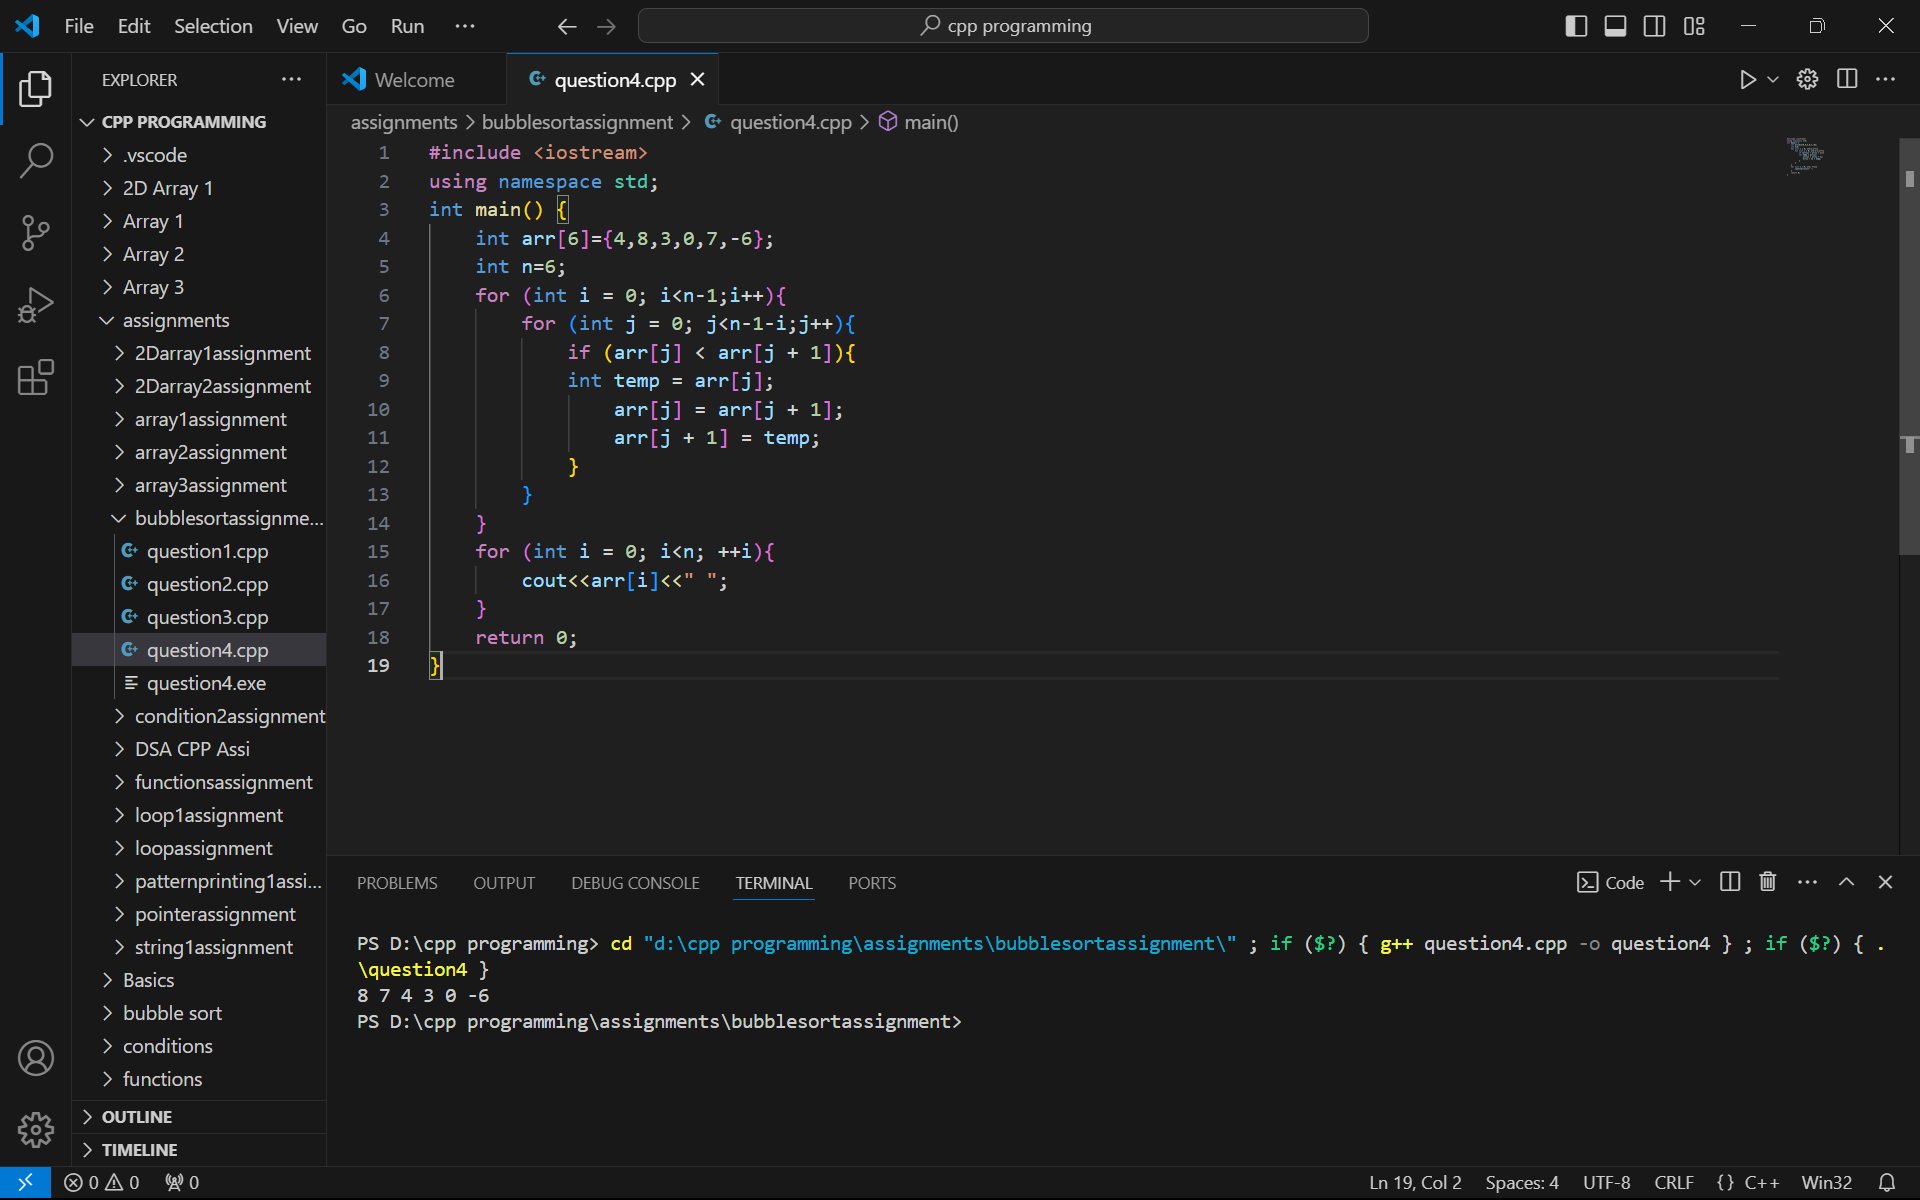 File Edit Selection View Go Run ···
cpp programming
EXPLORER ···
CPP PROGRAMMING
.vscode
2D Array 1
Array 1
Array 2
Array 3
assignments
2Darray1assignment
2Darray2assignment
array1assignment
array2assignment
array3assignment
bubblesortassignme...
question1.cpp
question2.cpp
question3.cpp
question4.cpp
question4.exe
condition2assignment
DSA CPP Assi
functionsassignment
loop1assignment
loopassignment
patternprinting1assi...
pointerassignment
string1assignment
Basics
bubble sort
conditions
functions
OUTLINE
TIMELINE
Welcome question4.cpp
assignments > bubblesortassignment > question4.cpp > main()
1 #include <iostream>
2 using namespace std;
3 int main() {
4     int arr[6]={4,8,3,0,7,-6};
5     int n=6;
6     for (int i = 0; i<n-1;i++){
7         for (int j = 0; j<n-1-i;j++){
8             if (arr[j] < arr[j + 1]){
9             int temp = arr[j];
10                 arr[j] = arr[j + 1];
11                 arr[j + 1] = temp;
12             }
13         }
14     }
15     for (int i = 0; i<n; ++i){
16         cout<<arr[i]<<" ";
17     }
18     return 0;
19 }
PROBLEMS OUTPUT DEBUG CONSOLE TERMINAL PORTS
Code
PS D:\cpp programming> cd "d:\cpp programming\assignments\bubblesortassignment\" ; if ($?) { g++ question4.cpp -o question4 } ; if ($?) { .
\question4 }
8 7 4 3 0 -6
PS D:\cpp programming\assignments\bubblesortassignment>
0 0 0
Ln 19, Col 2 Spaces: 4 UTF-8 CRLF {} C++ Win32